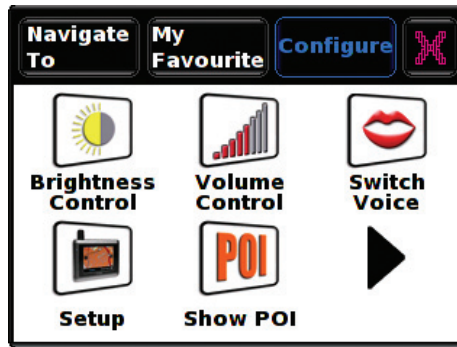 Navigate To
My Favourite
Configure
Brightness Control
Volume Control
Switch Voice
POI
Setup
Show POI